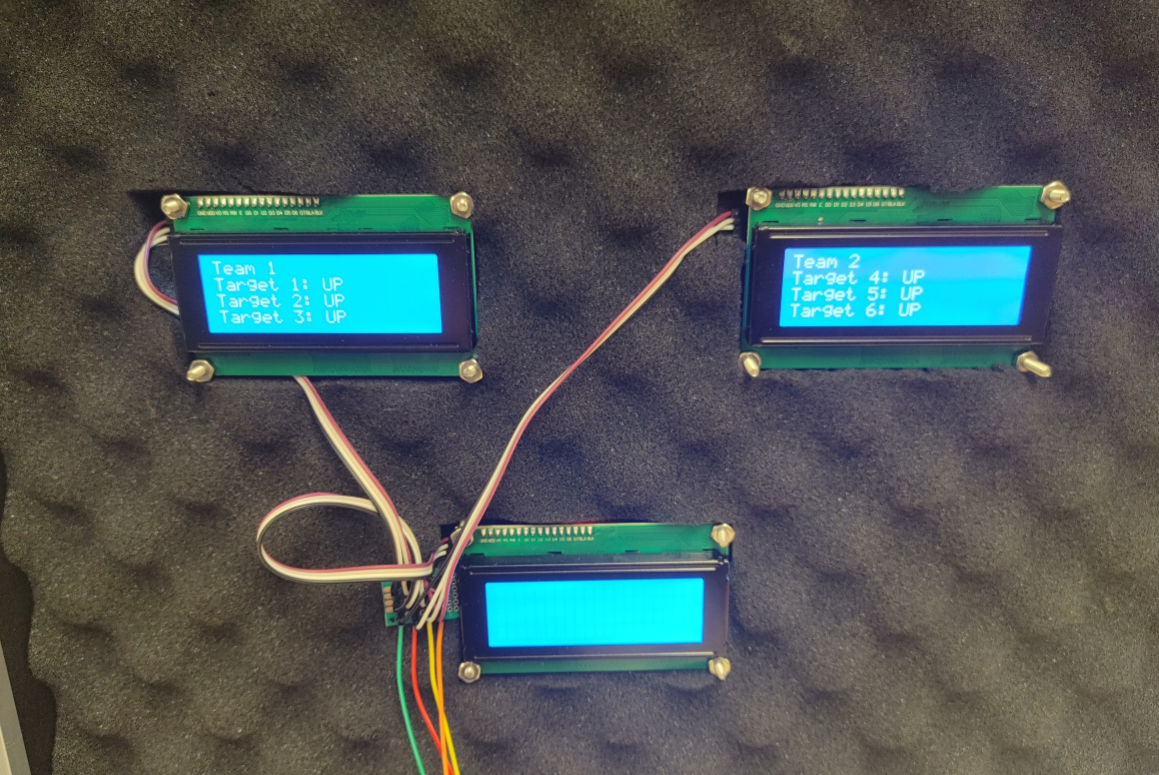 Team 1
Target 1: UP
Target 2: UP
Target 3: UP
Team 2
Target 4: UP
Target 5: UP
Target 6: UP